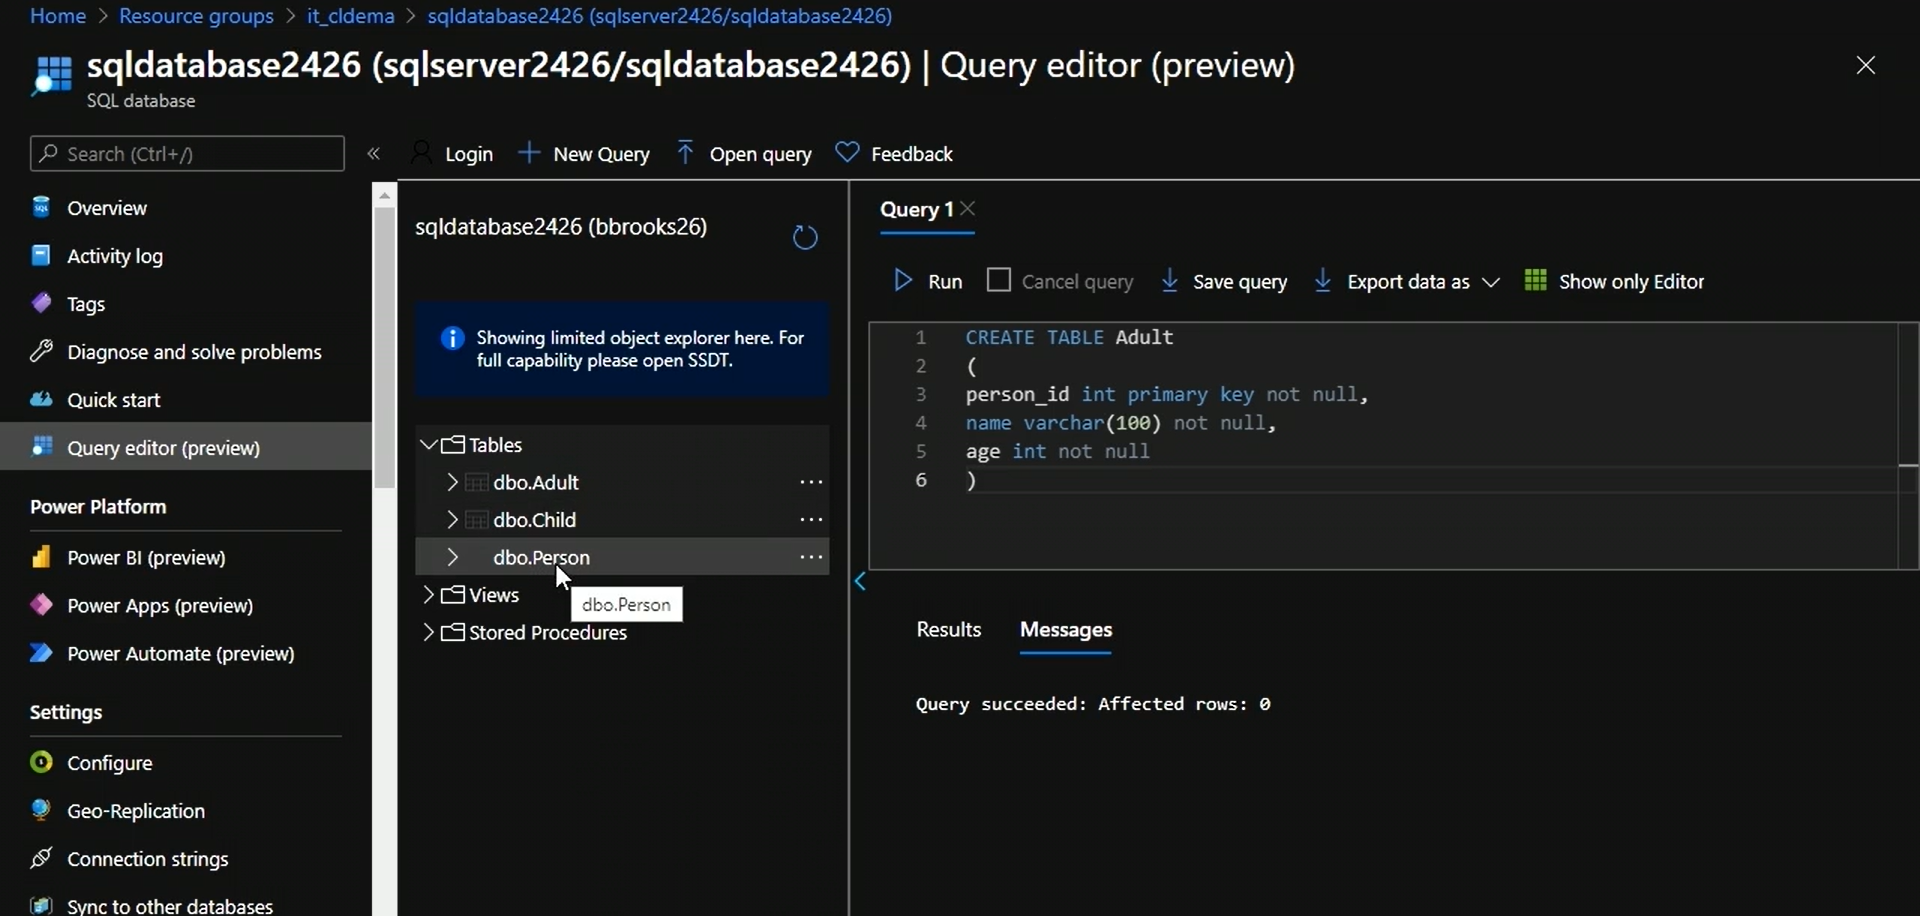 Home > Resource groups > it_cldema > sqldatabase2426 (sqlserver2426/sqldatabase2426)
sqldatabase2426 (sqlserver2426/sqldatabase2426) | Query editor (preview)
SQL database
Search (Ctrl+/)
Login
New Query
Open query
Feedback
Overview
Activity log
Tags
Diagnose and solve problems
Quick start
Query editor (preview)
Power Platform
Power BI (preview)
Power Apps (preview)
Power Automate (preview)
Settings
Configure
Geo-Replication
Connection strings
Sync to other databases
sqldatabase2426 (bbrooks26)
Showing limited object explorer here. For
full capability please open SSDT.
Tables
dbo.Adult ...
dbo.Child ...
dbo.Person ...
Views
dbo.Person
Stored Procedures
Query 1
Run
Cancel query
Save query
Export data as
Show only Editor
1 CREATE TABLE Adult
2 (
3 person_id int primary key not null,
4 name varchar(100) not null,
5 age int not null
6 )
Results
Messages
Query succeeded: Affected rows: 0